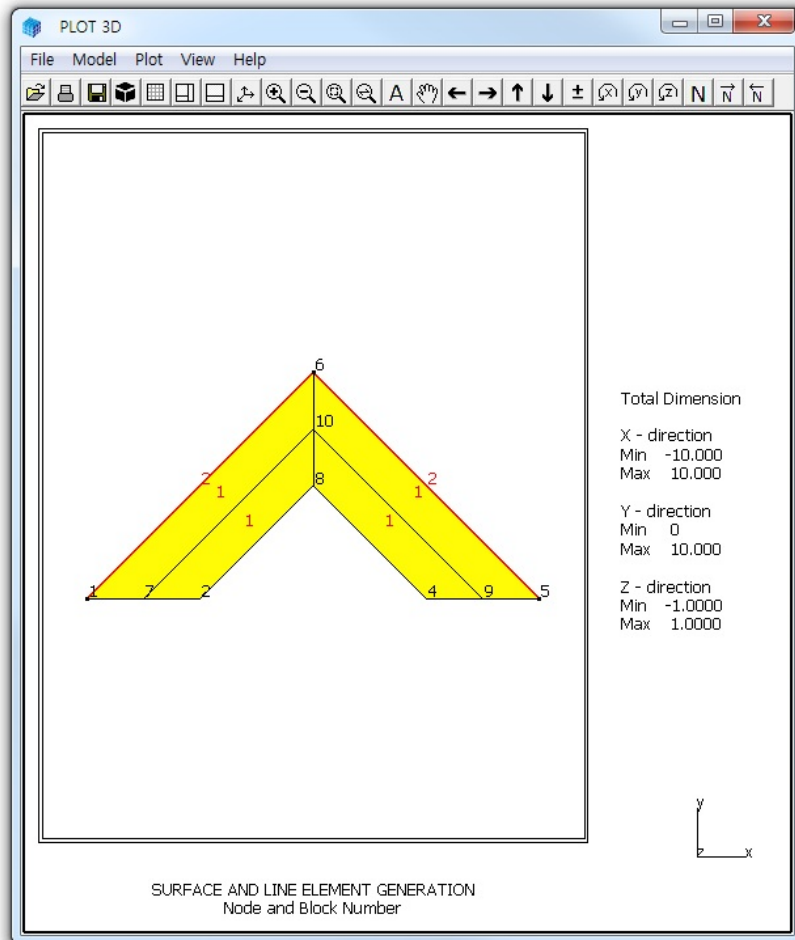 PLOT 3D
File Model Plot View Help
A ± x y z N N N
6
10
2 2
1 1
8
1 1
1 7 2 4 9 5
Total Dimension
X - direction
Min -10.000
Max 10.000
Y - direction
Min 0
Max 10.000
Z - direction
Min -1.0000
Max 1.0000
y
z x
SURFACE AND LINE ELEMENT GENERATION
Node and Block Number